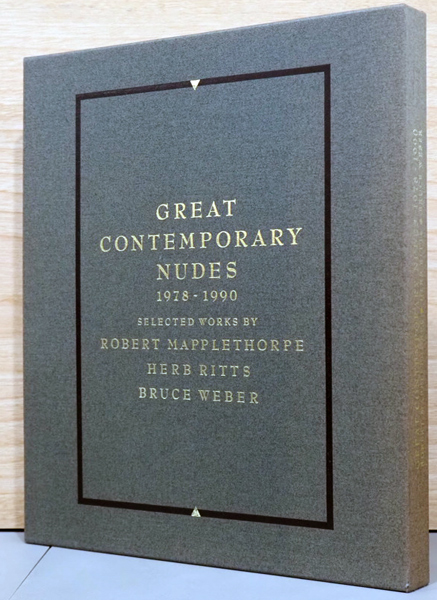 GREAT
CONTEMPORARY
NUDES
1978 - 1990
SELECTED WORKS BY
ROBERT MAPPLETHORPE
HERB RITTS
BRUCE WEBER